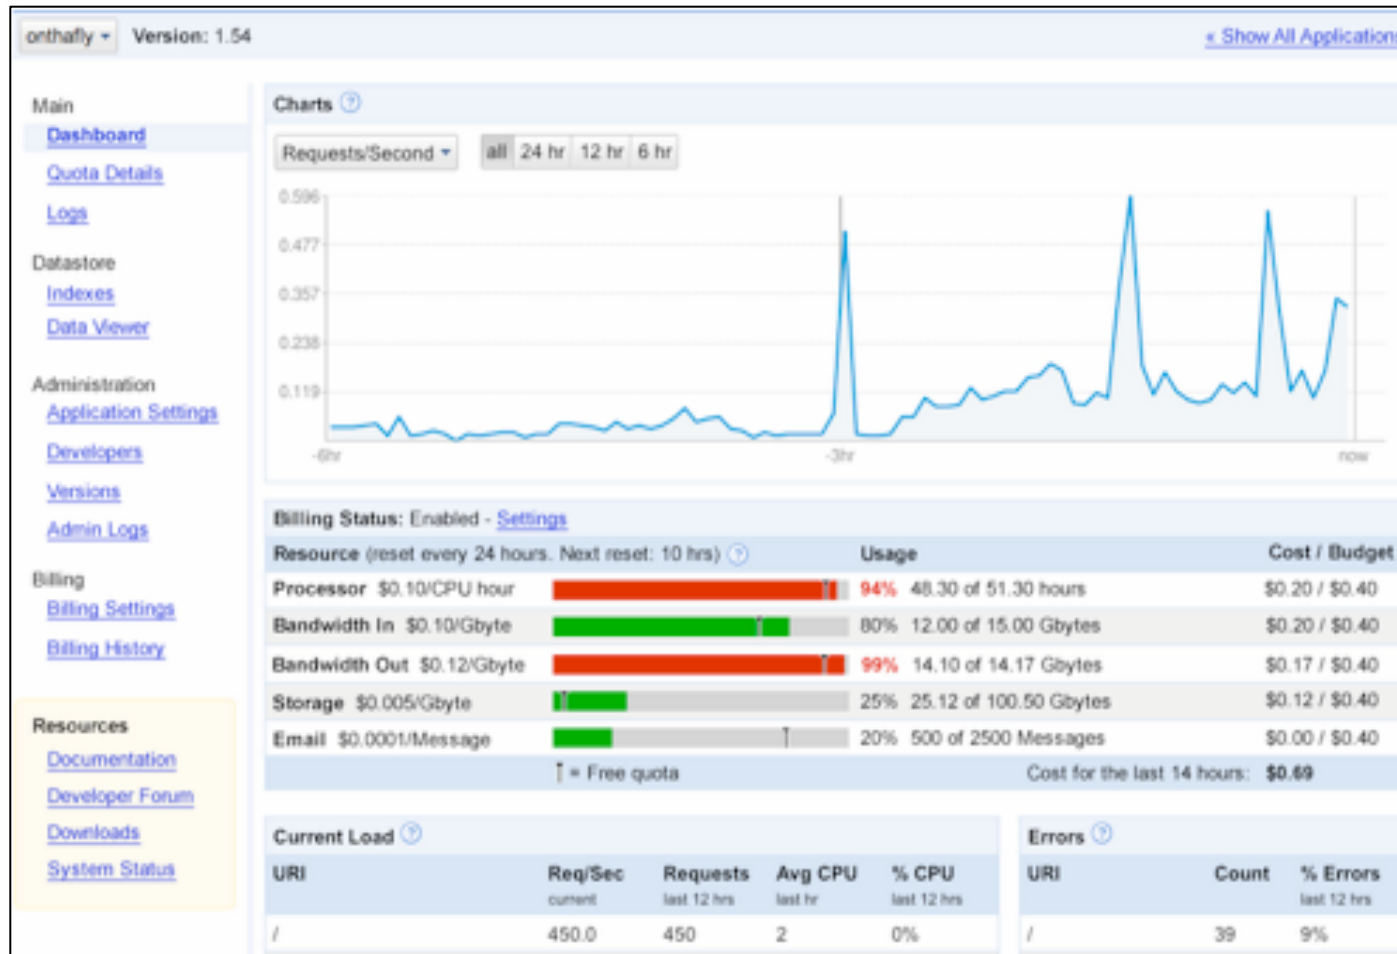 onthafly Version: 1.54 « Show All Applications
Main
Dashboard
Quota Details
Logs
Datastore
Indexes
Data Viewer
Administration
Application Settings
Developers
Versions
Admin Logs
Billing
Billing Settings
Billing History
Resources
Documentation
Developer Forum
Downloads
System Status
Charts ?
Requests/Second all 24 hr 12 hr 6 hr
0.596
0.477
0.357
0.238
0.119
-6hr -3hr now
Billing Status: Enabled - Settings
Resource (reset every 24 hours. Next reset: 10 hrs) ? Usage Cost / Budget
Processor $0.10/CPU hour 94% 48.30 of 51.30 hours $0.20 / $0.40
Bandwidth In $0.10/Gbyte 80% 12.00 of 15.00 Gbytes $0.20 / $0.40
Bandwidth Out $0.12/Gbyte 99% 14.10 of 14.17 Gbytes $0.17 / $0.40
Storage $0.005/Gbyte 25% 25.12 of 100.50 Gbytes $0.12 / $0.40
Email $0.0001/Message 20% 500 of 2500 Messages $0.00 / $0.40
= Free quota Cost for the last 14 hours: $0.69
Current Load ?
URI Req/Sec Requests Avg CPU % CPU
current last 12 hrs last hr last 12 hrs
/ 450.0 450 2 0%
Errors ?
URI Count % Errors
last 12 hrs
/ 39 9%